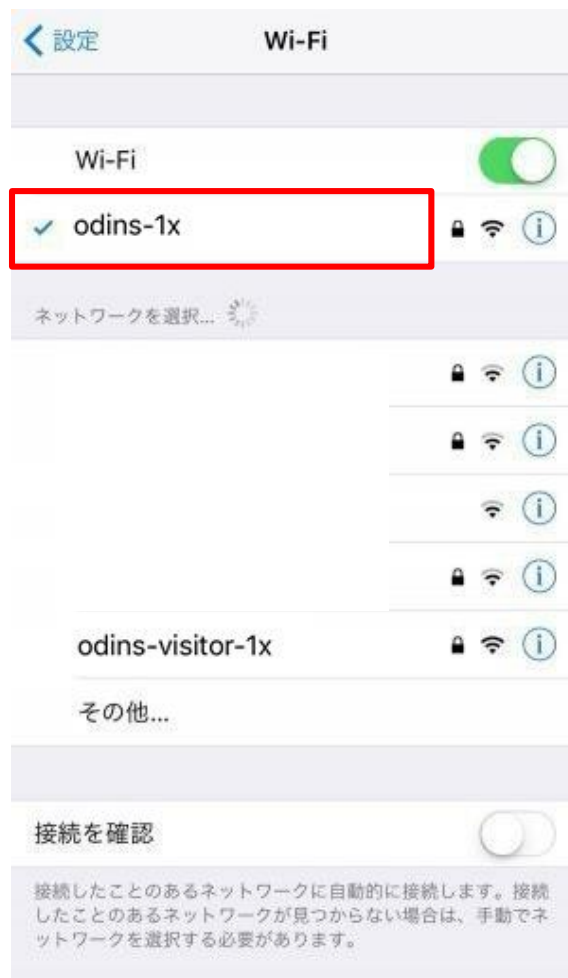 設定 Wi-Fi
Wi-Fi
odins-1x
ネットワークを選択...
odins-visitor-1x
その他...
接続を確認
接続したことのあるネットワークに自動的に接続します。接続
したことのあるネットワークが見つからない場合は、手動でネ
ットワークを選択する必要があります。